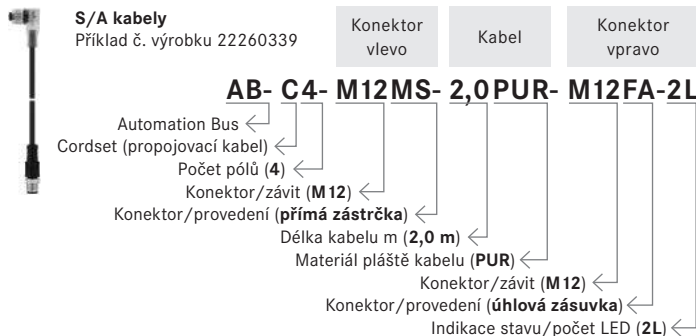 S/A kabely
Příklad č. výrobku 22260339
Konektor
vlevo
Kabel
Konektor
vpravo
AB- C4- M12MS- 2,0PUR- M12FA-2L
Automation Bus
Cordset (propojovací kabel)
Počet pólů (4)
Konektor/závit (M12)
Konektor/provedení (přímá zástrčka)
Délka kabelu m (2,0 m)
Materiál pláště kabelu (PUR)
Konektor/závit (M12)
Konektor/provedení (úhlová zásuvka)
Indikace stavu/počet LED (2L)